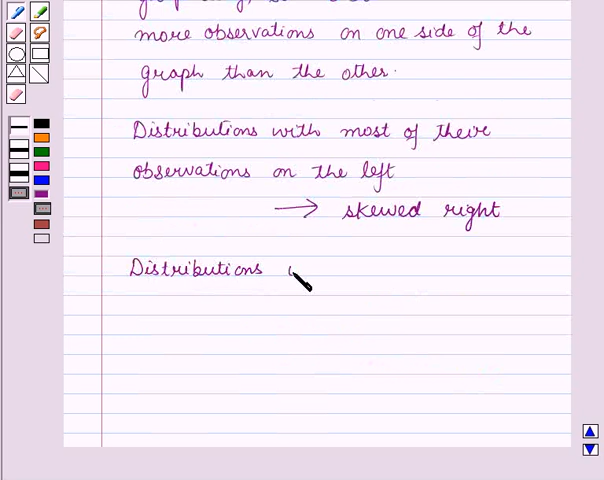 more observations on one side of the
graph than the other.
Distributions with most of their
observations on the left
→ skewed right
Distributions